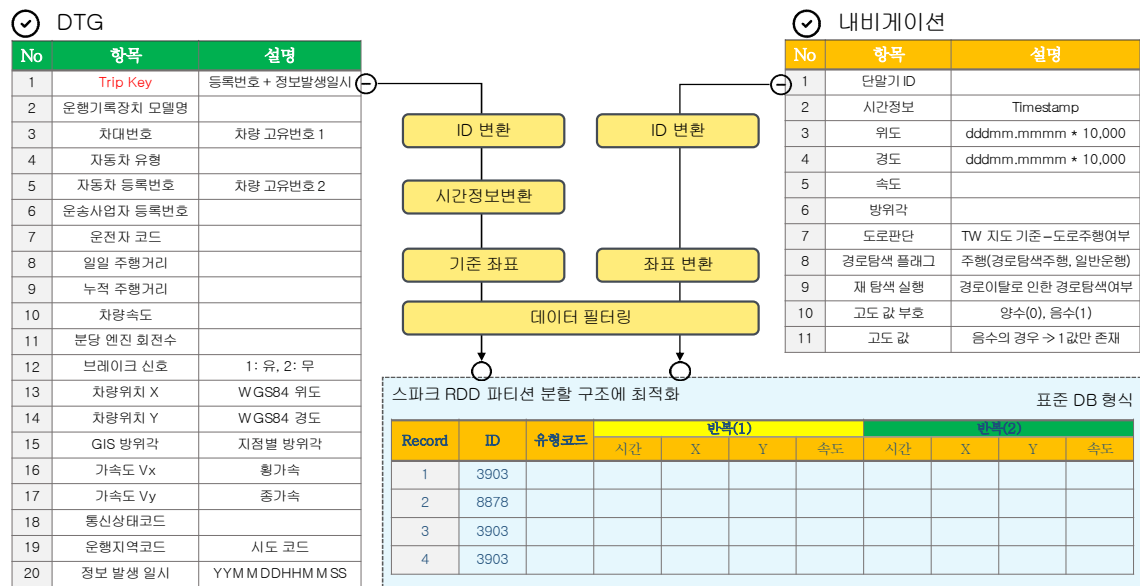 DTG
No 항목 설명
1 Trip Key 등록번호 + 정보발생일시
2 운행기록장치 모델명
3 차대번호 차량 고유번호 1
4 자동차 유형
5 자동차 등록번호 차량 고유번호 2
6 운송사업자 등록번호
7 운전자 코드
8 일일 주행거리
9 누적 주행거리
10 차량속도
11 분당 엔진 회전수
12 브레이크 신호 1: 유, 2: 무
13 차량위치 X WGS84 위도
14 차량위치 Y WGS84 경도
15 GIS 방위각 지점별 방위각
16 가속도 Vx 횡가속
17 가속도 Vy 종가속
18 통신상태코드
19 운행지역코드 시도 코드
20 정보 발생 일시 YYMMDDHHMMSS
ID 변환 ID 변환
시간정보변환
기준 좌표 좌표 변환
데이터 필터링
내비게이션
No 항목 설명
1 단말기 ID
2 시간정보 Timestamp
3 위도 dddmm.mmmm * 10,000
4 경도 dddmm.mmmm * 10,000
5 속도
6 방위각
7 도로판단 TW 지도 기준 – 도로주행여부
8 경로탐색 플래그 주행(경로탐색주행, 일반운행)
9 재 탐색 실행 경로이탈로 인한 경로탐색여부
10 고도 값 부호 양수(0), 음수(1)
11 고도 값 음수의 경우 -> 1값만 존재
스파크 RDD 파티션 분할 구조에 최적화 표준 DB 형식
Record ID 유형코드 반복(1) 반복(2)
시간 X Y 속도 시간 X Y 속도
1 3903
2 8878
3 3903
4 3903